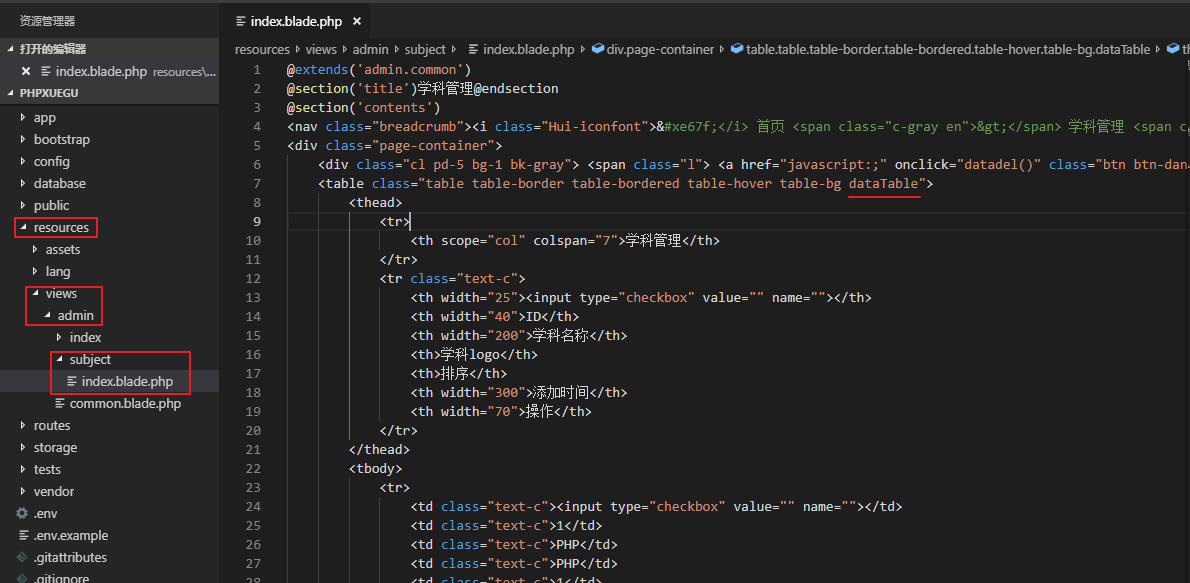 资源管理器
打开的编辑器
index.blade.php resources\...
PHPXUEGU
app
bootstrap
config
database
public
resources
assets
lang
views
admin
index
subject
index.blade.php
common.blade.php
routes
storage
tests
vendor
.env
.env.example
.gitattributes
.gitignore
index.blade.php ×
resources views admin subject index.blade.php div.page-container table.table.table-border.table-bordered.table-hover.table-bg.dataTable
1 @extends('admin.common')
2 @section('title')学科管理@endsection
3 @section('contents')
4 <nav class="breadcrumb"><i class="Hui-iconfont">&#xe67f;</i> 首页 <span class="c-gray en">&gt;</span> 学科管理 <span c
5 <div class="page-container">
6 <div class="cl pd-5 bg-1 bk-gray"> <span class="l"> <a href="javascript:;" onclick="datadel()" class="btn btn-dan
7 <table class="table table-border table-bordered table-hover table-bg dataTable">
8 <thead>
9 <tr>
10 <th scope="col" colspan="7">学科管理</th>
11 </tr>
12 <tr class="text-c">
13 <th width="25"><input type="checkbox" value="" name=""></th>
14 <th width="40">ID</th>
15 <th width="200">学科名称</th>
16 <th>学科logo</th>
17 <th>排序</th>
18 <th width="300">添加时间</th>
19 <th width="70">操作</th>
20 </tr>
21 </thead>
22 <tbody>
23 <tr>
24 <td class="text-c"><input type="checkbox" value="" name=""></td>
25 <td class="text-c">1</td>
26 <td class="text-c">PHP</td>
27 <td class="text-c">PHP</td>
28 <td class="text-c">1</td>